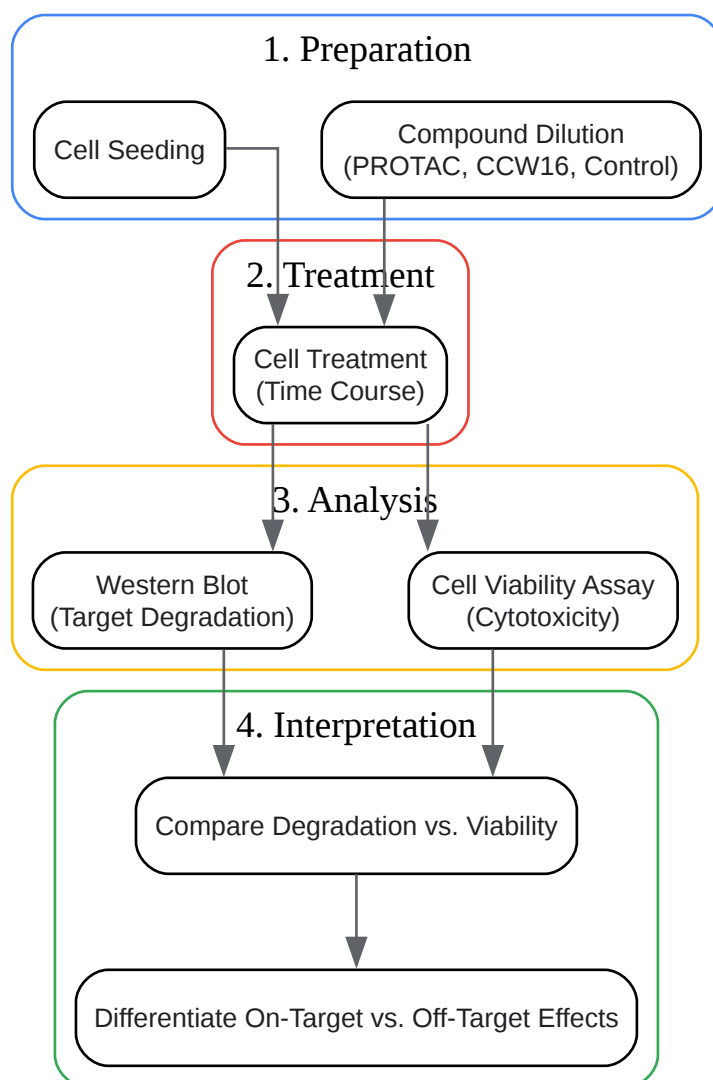 1. Preparation
Cell Seeding
Compound Dilution
(PROTAC, CCW16, Control)
2. Treatment
Cell Treatment
(Time Course)
3. Analysis
Western Blot
(Target Degradation)
Cell Viability Assay
(Cytotoxicity)
4. Interpretation
Compare Degradation vs. Viability
Differentiate On-Target vs. Off-Target Effects